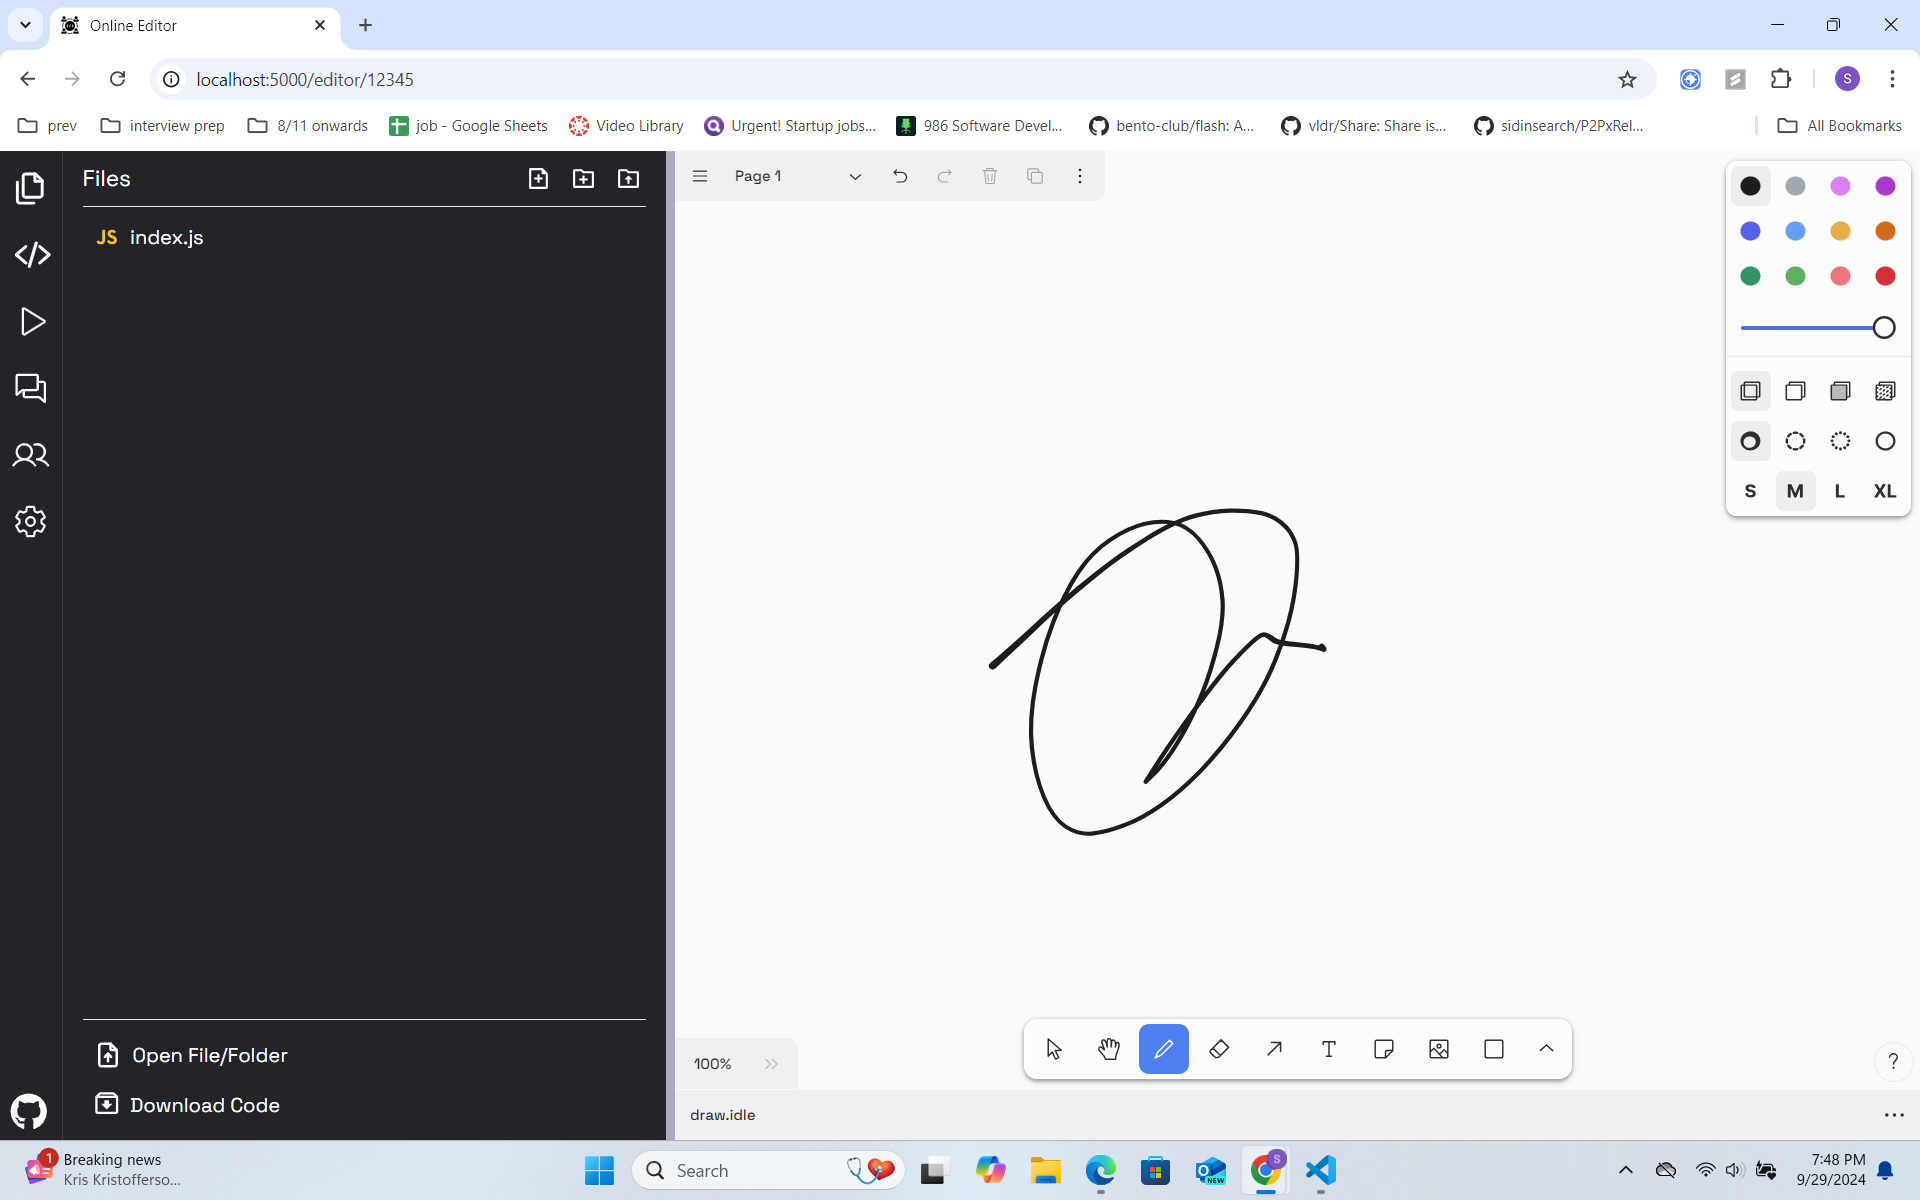 Online Editor
localhost:5000/editor/12345
S
prev
interview prep
8/11 onwards
job - Google Sheets
Video Library
Urgent! Startup jobs...
986 Software Devel...
bento-club/flash: A...
vldr/Share: Share is...
sidinsearch/P2PxRel...
All Bookmarks
Files
JS index.js
Page 1
S M L XL
Open File/Folder
Download Code
100%
T
?
draw.idle
1
Breaking news
Kris Kristofferso...
Search
NEW
S
7:48 PM
9/29/2024